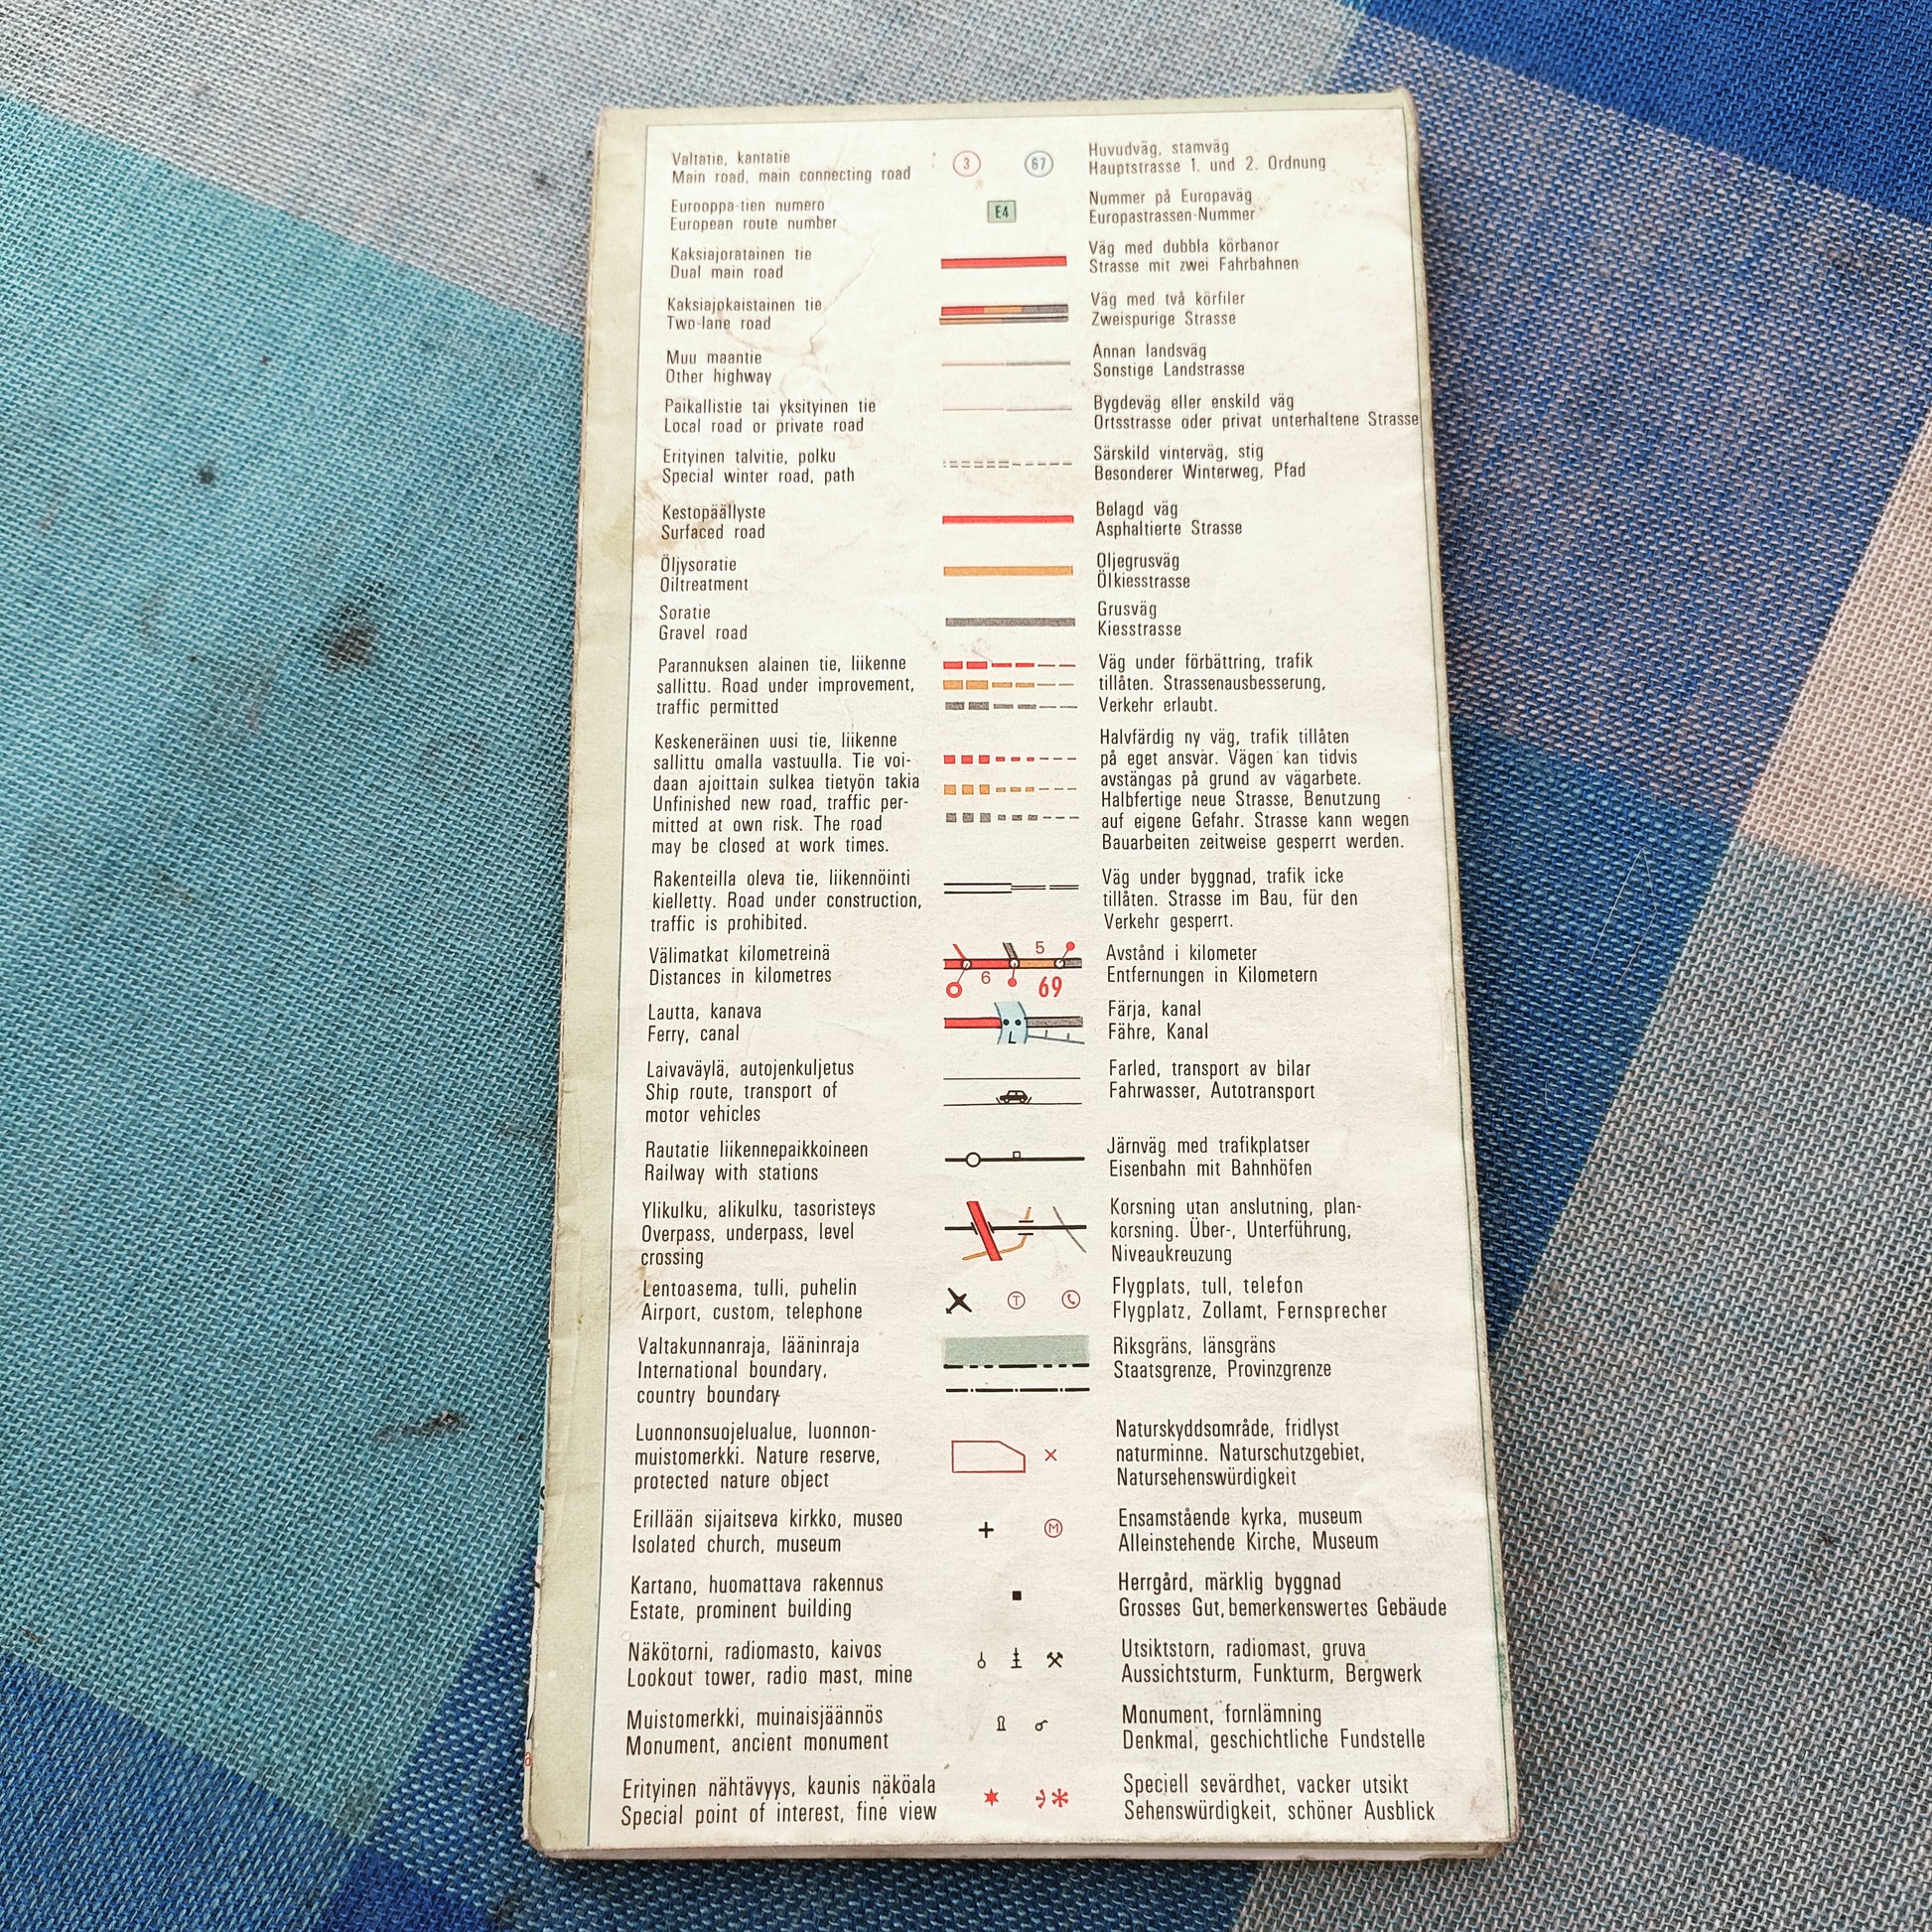 Valtatie, kantatie
Main road, main connecting road
3
67
Huvudväg, stamväg
Hauptstrasse 1. und 2. Ordnung
Eurooppa-tien numero
European route number
E4
Nummer på Europaväg
Europastrassen-Nummer
Kaksiajoratainen tie
Dual main road
Väg med dubbla körbanor
Strasse mit zwei Fahrbahnen
Kaksiajokaistainen tie
Two-lane road
Väg med två körfiler
Zweispurige Strasse
Muu maantie
Other highway
Annan landsväg
Sonstige Landstrasse
Paikallistie tai yksityinen tie
Local road or private road
Bygdeväg eller enskild väg
Ortsstrasse oder privat unterhaltene Strasse
Erityinen talvitie, polku
Special winter road, path
Särskild vinterväg, stig
Besonderer Winterweg, Pfad
Kestopäällyste
Surfaced road
Belagd väg
Asphaltierte Strasse
Öljysoratie
Oiltreatment
Oljegrusväg
Ölkiesstrasse
Soratie
Gravel road
Grusväg
Kiesstrasse
Parannuksen alainen tie, liikenne
sallittu. Road under improvement,
traffic permitted
Väg under förbättring, trafik
tillåten. Strassenausbesserung,
Verkehr erlaubt.
Keskeneräinen uusi tie, liikenne
sallittu omalla vastuulla. Tie voi-
daan ajoittain sulkea tietyön takia
Unfinished new road, traffic per-
mitted at own risk. The road
may be closed at work times.
Halvfärdig ny väg, trafik tillåten
på eget ansvar. Vägen kan tidvis
avstängas på grund av vägarbete.
Halbfertige neue Strasse, Benutzung
auf eigene Gefahr. Strasse kann wegen
Bauarbeiten zeitweise gesperrt werden.
Rakenteilla oleva tie, liikennöinti
kielletty. Road under construction,
traffic is prohibited.
Väg under byggnad, trafik icke
tillåten. Strasse im Bau, für den
Verkehr gesperrt.
Välimatkat kilometreinä
Distances in kilometres
5
6
69
Avstånd i kilometer
Entfernungen in Kilometern
Lautta, kanava
Ferry, canal
L
Färja, kanal
Fähre, Kanal
Laivaväylä, autojenkuljetus
Ship route, transport of
motor vehicles
Farled, transport av bilar
Fahrwasser, Autotransport
Rautatie liikennepaikkoineen
Railway with stations
Järnväg med trafikplatser
Eisenbahn mit Bahnhöfen
Ylikulku, alikulku, tasoristeys
Overpass, underpass, level
crossing
Korsning utan anslutning, plan-
korsning. Über-, Unterführung,
Niveaukreuzung
Lentoasema, tulli, puhelin
Airport, custom, telephone
T
Flygplats, tull, telefon
Flygplatz, Zollamt, Fernsprecher
Valtakunnanraja, lääninraja
International boundary,
country boundary
Riksgräns, länsgräns
Staatsgrenze, Provinzgrenze
Luonnonsuojelualue, luonnon-
muistomerkki. Nature reserve,
protected nature object
Naturskyddsområde, fridlyst
naturminne. Naturschutzgebiet,
Natursehenswürdigkeit
Erillään sijaitseva kirkko, museo
Isolated church, museum
M
Ensamstående kyrka, museum
Alleinstehende Kirche, Museum
Kartano, huomattava rakennus
Estate, prominent building
Herrgård, märklig byggnad
Grosses Gut, bemerkenswertes Gebäude
Näkötorni, radiomasto, kaivos
Lookout tower, radio mast, mine
Utsiktstorn, radiomast, gruva
Aussichtsturm, Funkturm, Bergwerk
Muistomerkki, muinaisjäännös
Monument, ancient monument
Monument, fornlämning
Denkmal, geschichtliche Fundstelle
Erityinen nähtävyys, kaunis näköala
Special point of interest, fine view
Speciell sevärdhet, vacker utsikt
Sehenswürdigkeit, schöner Ausblick